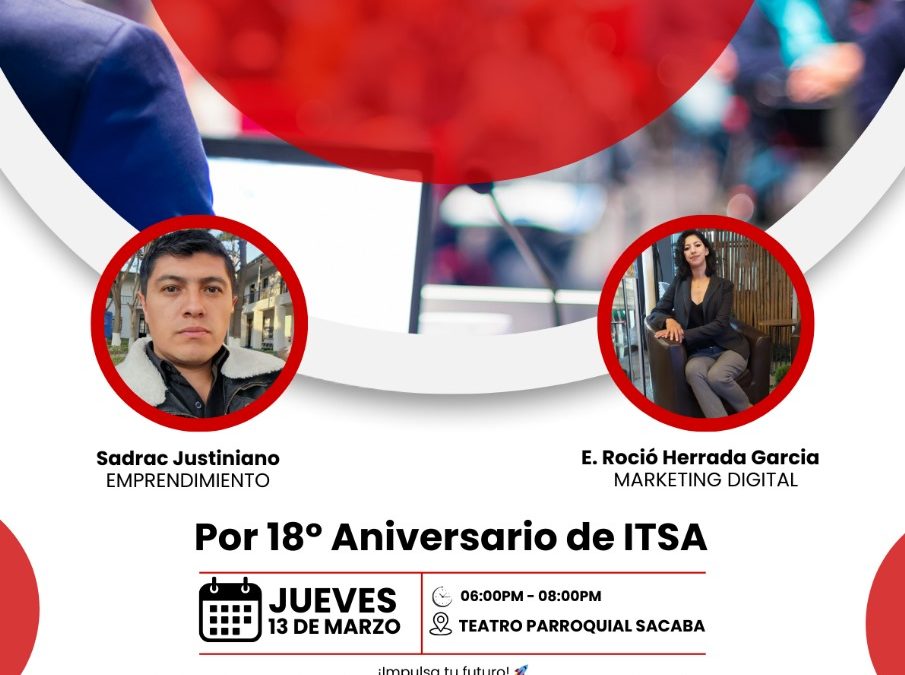 Sadrac Justiniano
EMPRENDIMIENTO
E. Roció Herrada Garcia
MARKETING DIGITAL
Por 18° Aniversario de ITSA
JUEVES
13 DE MARZO
06:00PM - 08:00PM
TEATRO PARROQUIAL SACABA
¡Impulsa tu futuro! 🚀